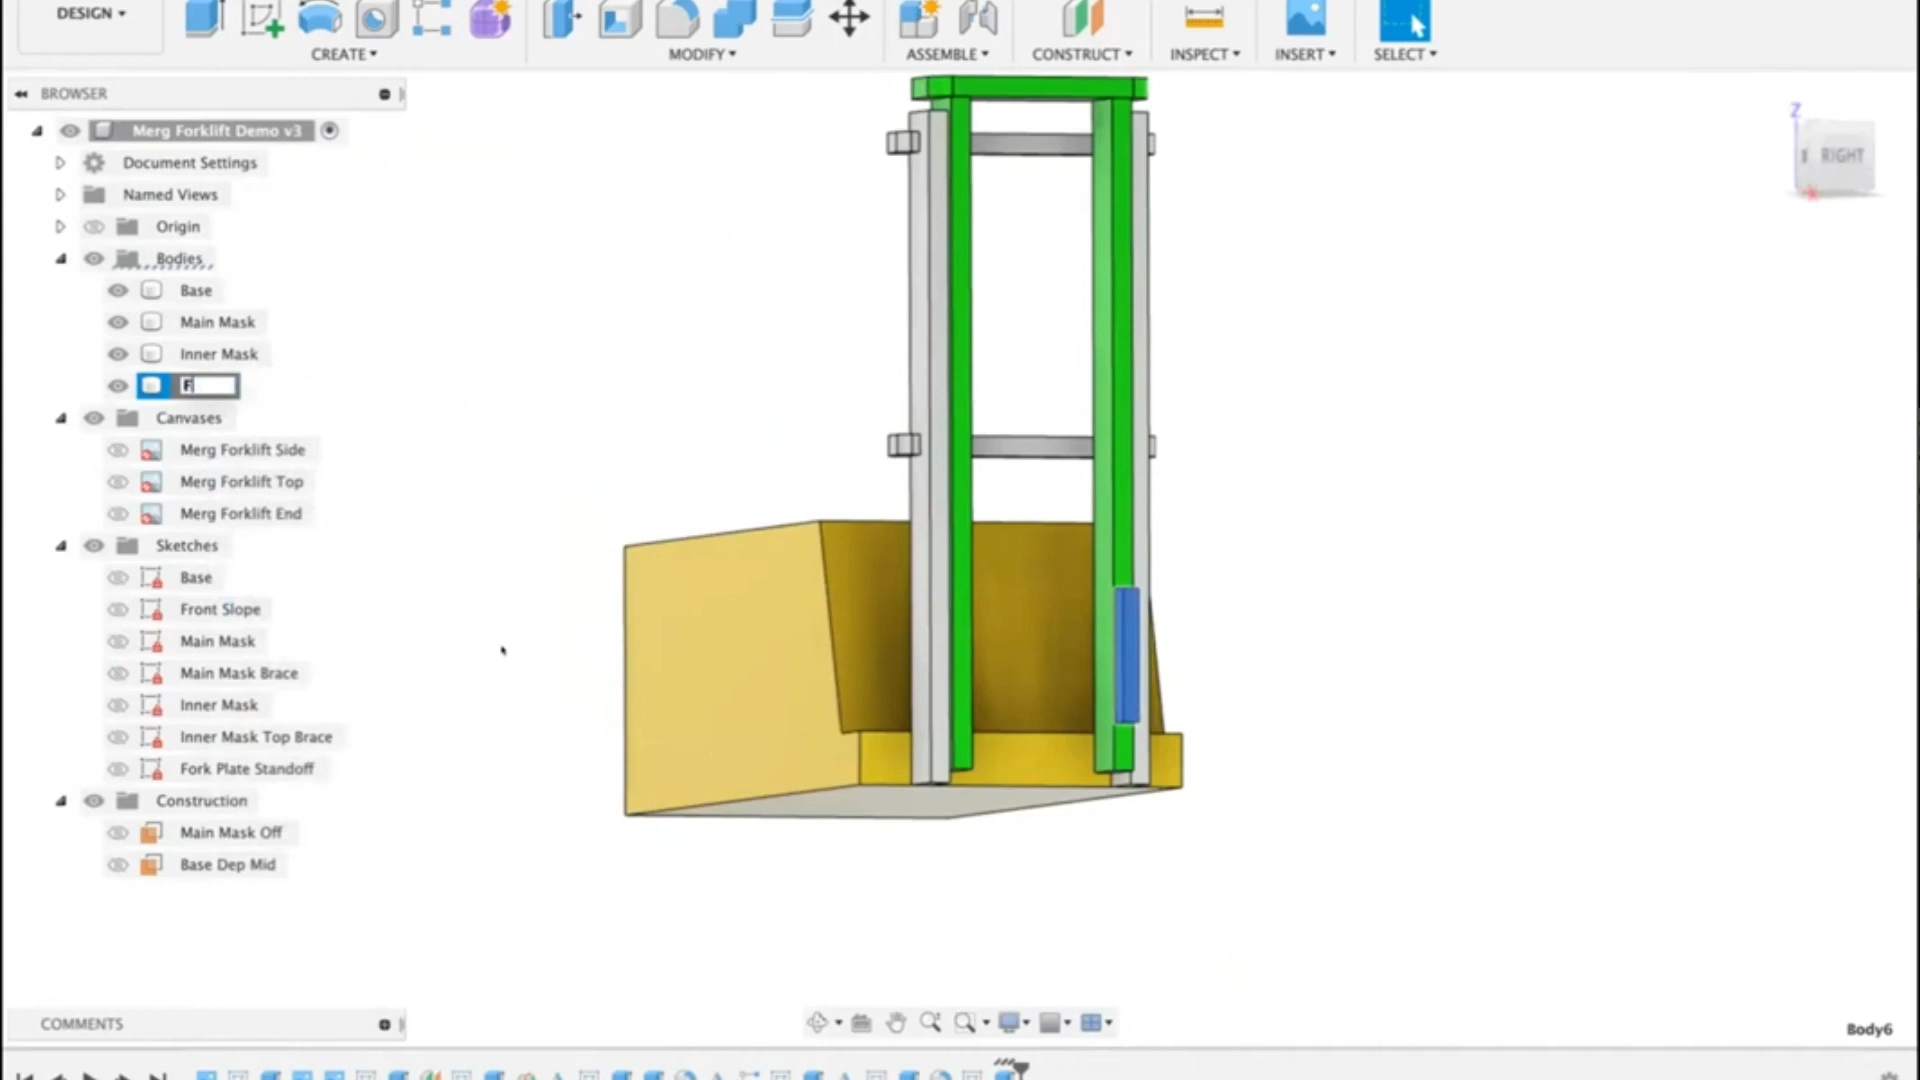 DESIGN
CREATE
MODIFY
ASSEMBLE
CONSTRUCT
INSPECT
INSERT
SELECT
BROWSER
Merg Forklift Demo v3
Document Settings
Named Views
Origin
Bodies
Base
Main Mask
Inner Mask
F
Canvases
Merg Forklift Side
Merg Forklift Top
Merg Forklift End
Sketches
Base
Front Slope
Main Mask
Main Mask Brace
Inner Mask
Inner Mask Top Brace
Fork Plate Standoff
Construction
Main Mask Off
Base Dep Mid
Z
RIGHT
COMMENTS
Body6